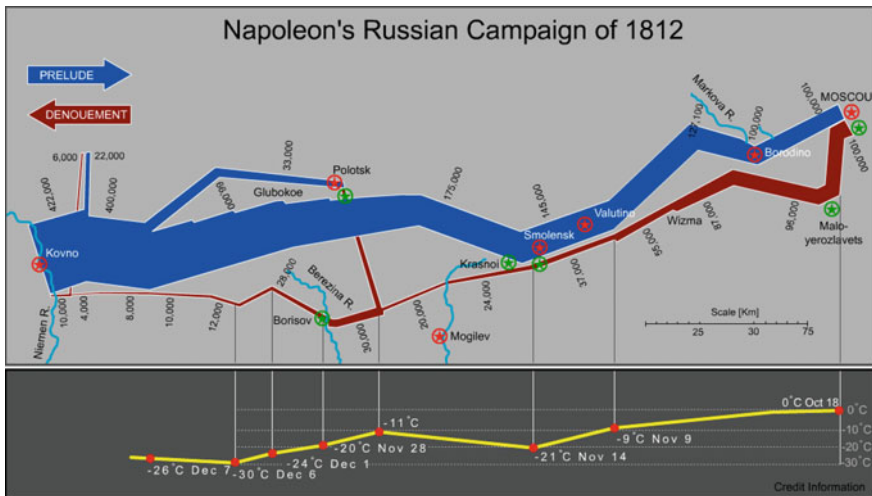 Napoleon's Russian Campaign of 1812
PRELUDE
DENOUEMENT
MOSCOU
Markova R.
127,100
100,000
100,000
100,000
Borodino
6,000
22,000
33,000
Polotsk
Glubokoe
60,000
422,000
400,000
175,000
145,000
Valutino
Smolensk
Wizma
87,000
96,000
Malo-
yerozlavets
55,000
37,000
Kovno
Krasnoi
28,000
Berezina R.
24,000
20,000
Niemen R.
10,000
4,000
8,000
10,000
12,000
Borisov
30,000
Mogilev
Scale [Km]
25
30
75
0°C Oct 18
-11°C
-9°C Nov 9
-20°C Nov 28
-21°C Nov 14
-24°C Dec 1
-26°C Dec 7
-30°C Dec 6
0°C
-10°C
-20°C
-30°C
Credit Information